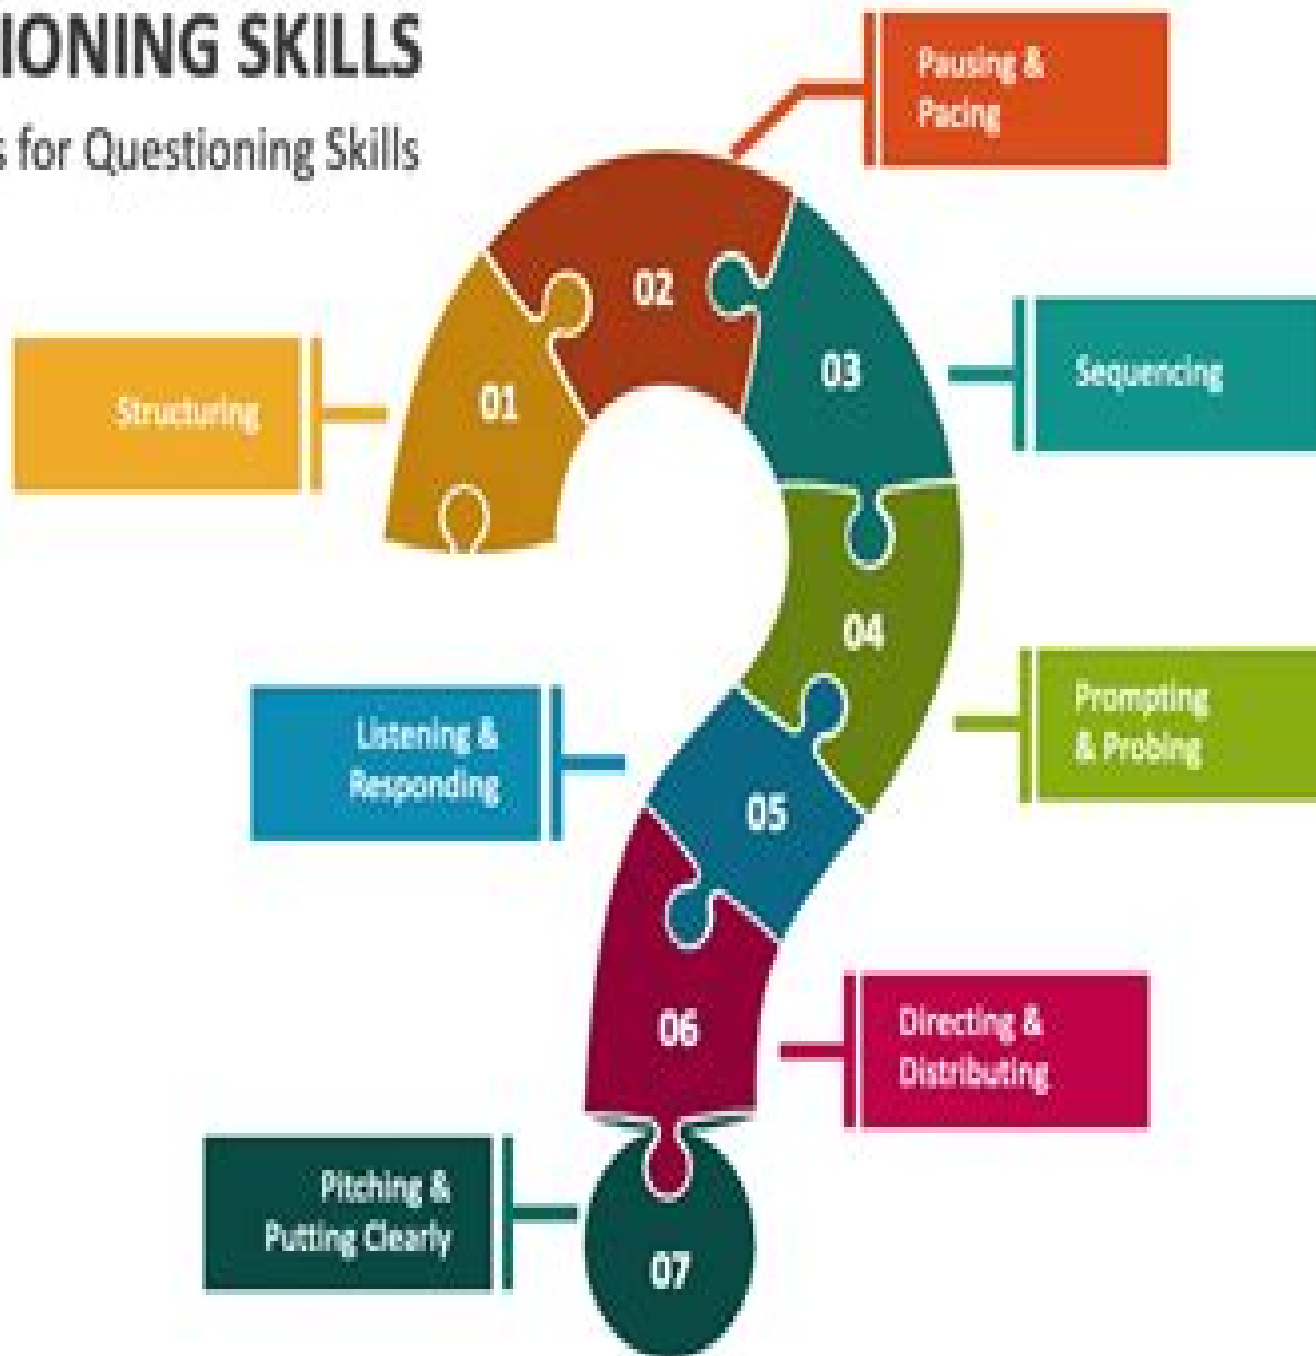 IONING SKILLS
s for Questioning Skills
Pausing &
Pacing
02
03
Sequencing
01
Structuring
04
Prompting
& Probing
Listening &
Responding
05
06
Directing &
Distributing
Pitching &
Putting Clearly
07